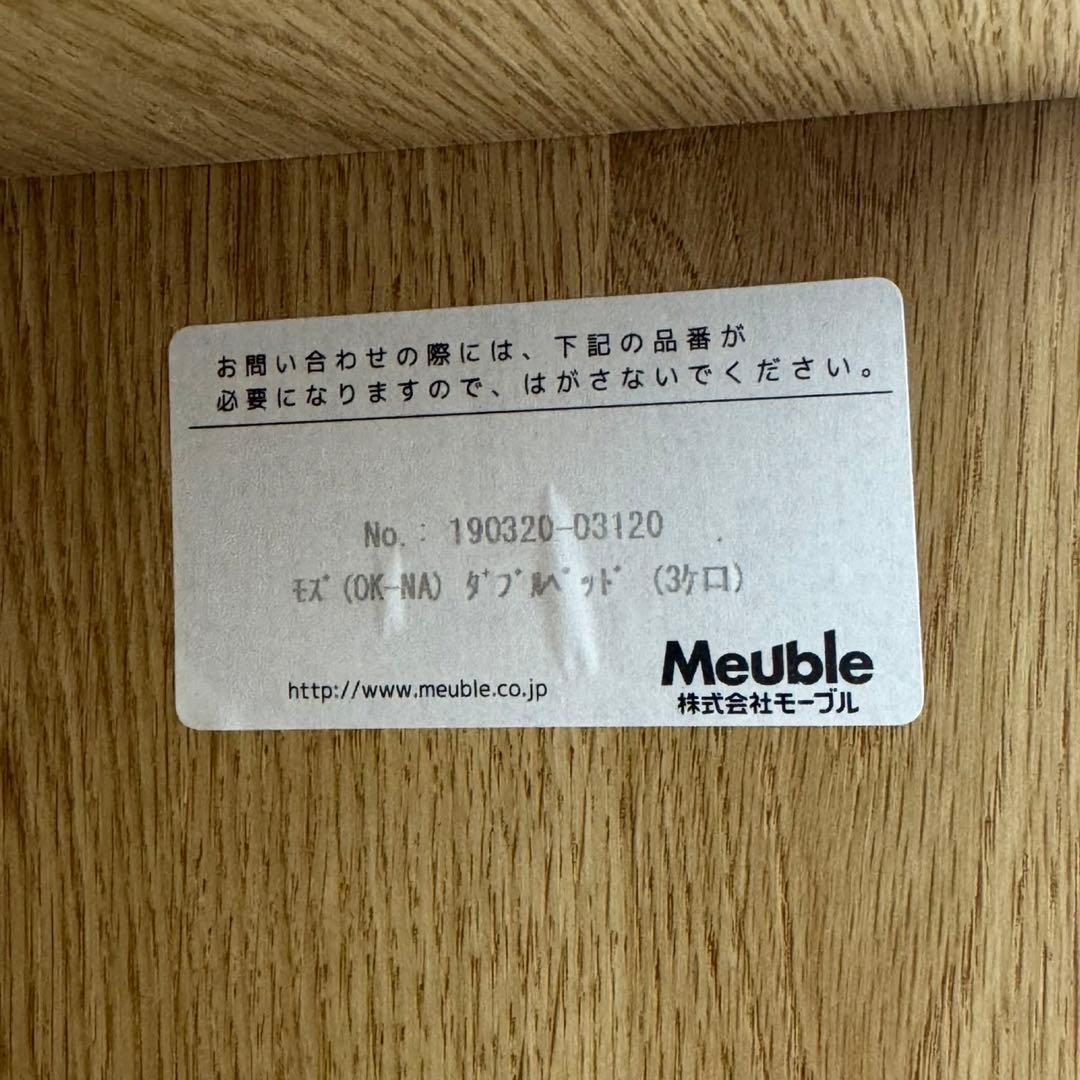 お問い合わせの際には、下記の品番が
必要になりますので、はがさないでください。
No.: 190320-03120
ﾓｽﾞ(OK-NA) ﾀﾞﾌﾞﾙﾍﾞｯﾄﾞ (3ｹ口)
http://www.meuble.co.jp
Meuble
株式会社モーブル